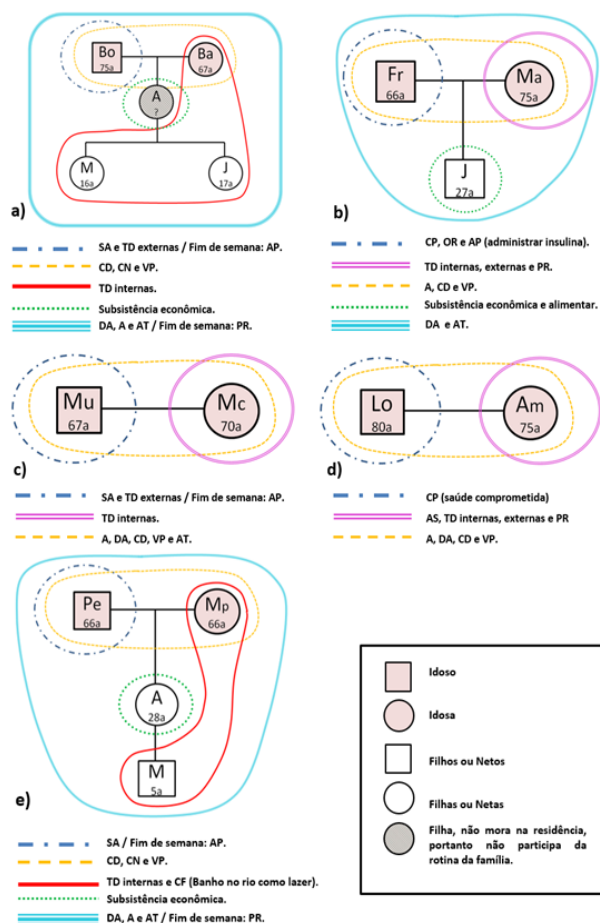 Bo
75a
Ba
67a
A
?
M
16a
J
17a
a)
SA e TD externas / Fim de semana: AP.
CD, CN e VP.
TD internas.
Subsistência econômica.
DA, A e AT / Fim de semana: PR.
Fr
66a
Ma
75a
J
27a
b)
CP, OR e AP (administrar insulina).
TD internas, externas e PR.
A, CD e VP.
Subsistência econômica e alimentar.
DA e AT.
Mu
67a
Mc
70a
c)
SA e TD externas / Fim de semana: AP.
TD internas.
A, DA, CD, VP e AT.
Lo
80a
Am
75a
d)
CP (saúde comprometida)
AS, TD internas, externas e PR
A, DA, CD e VP.
Pe
66a
Mp
66a
A
28a
M
5a
e)
SA / Fim de semana: AP.
CD, CN e VP.
TD internas e CF (Banho no rio como lazer).
Subsistência econômica.
DA, A e AT / Fim de semana: PR.
Idoso
Idosa
Filhos ou Netos
Filhas ou Netas
Filha, não mora na residência,
portanto não participa da
rotina da família.